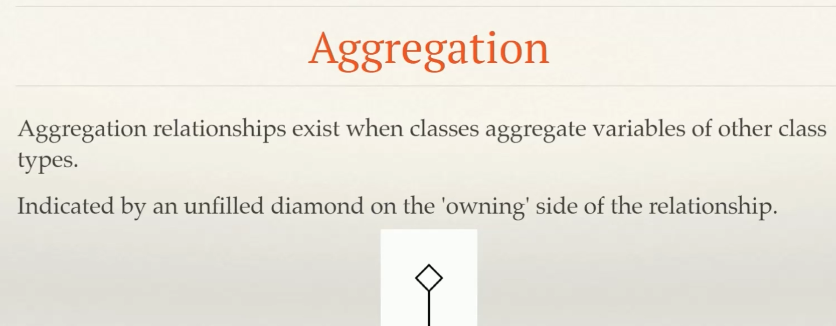 Aggregation
Aggregation relationships exist when classes aggregate variables of other class
types.
Indicated by an unfilled diamond on the 'owning' side of the relationship.